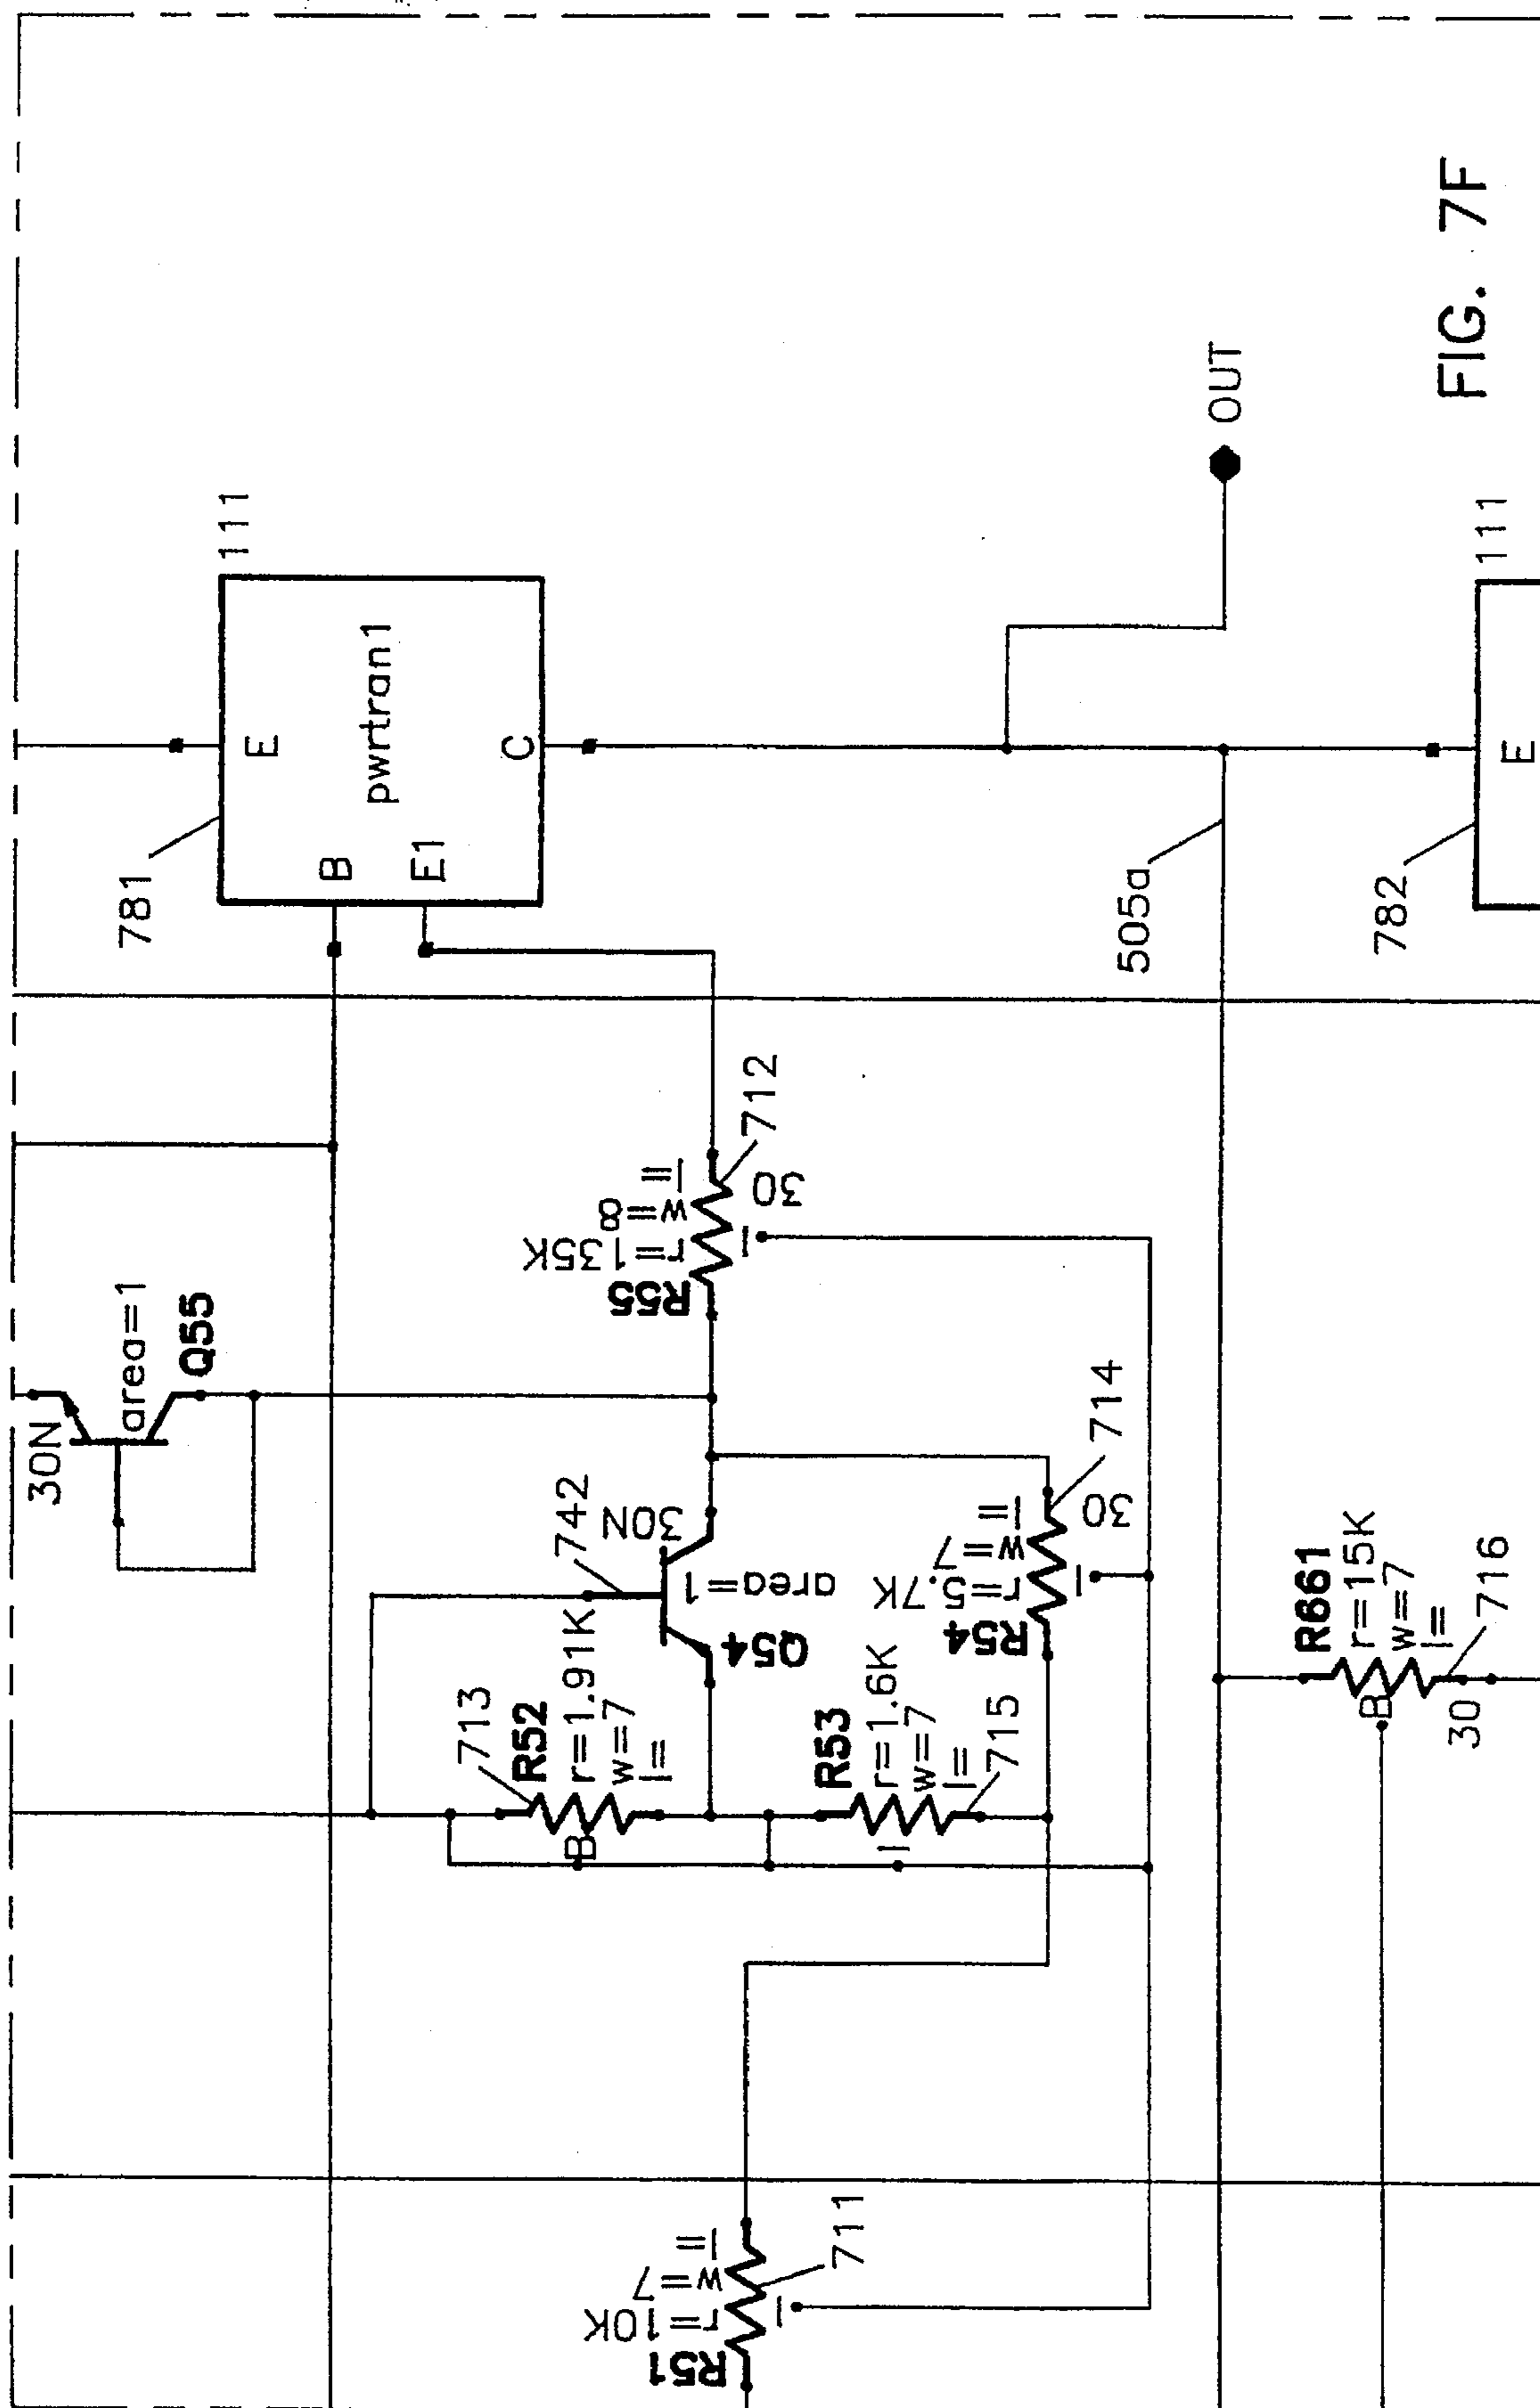 30N
area=1
Q55
781
111
E
pwrtran1
B
E1
C
R55
r=135K
w=8
l=
I
30
712
742
30N
area=1
Q54
713
R52
r=1.91K
w=7
l=
B
R53
r=1.6K
w=7
l=
I
715
R54
r=5.7K
w=7
l=
I
30
714
R51
r=10K
w=7
l=
I
711
505a
OUT
R661
r=15K
w=7
l=
B
30
716
782
111
E
FIG. 7F